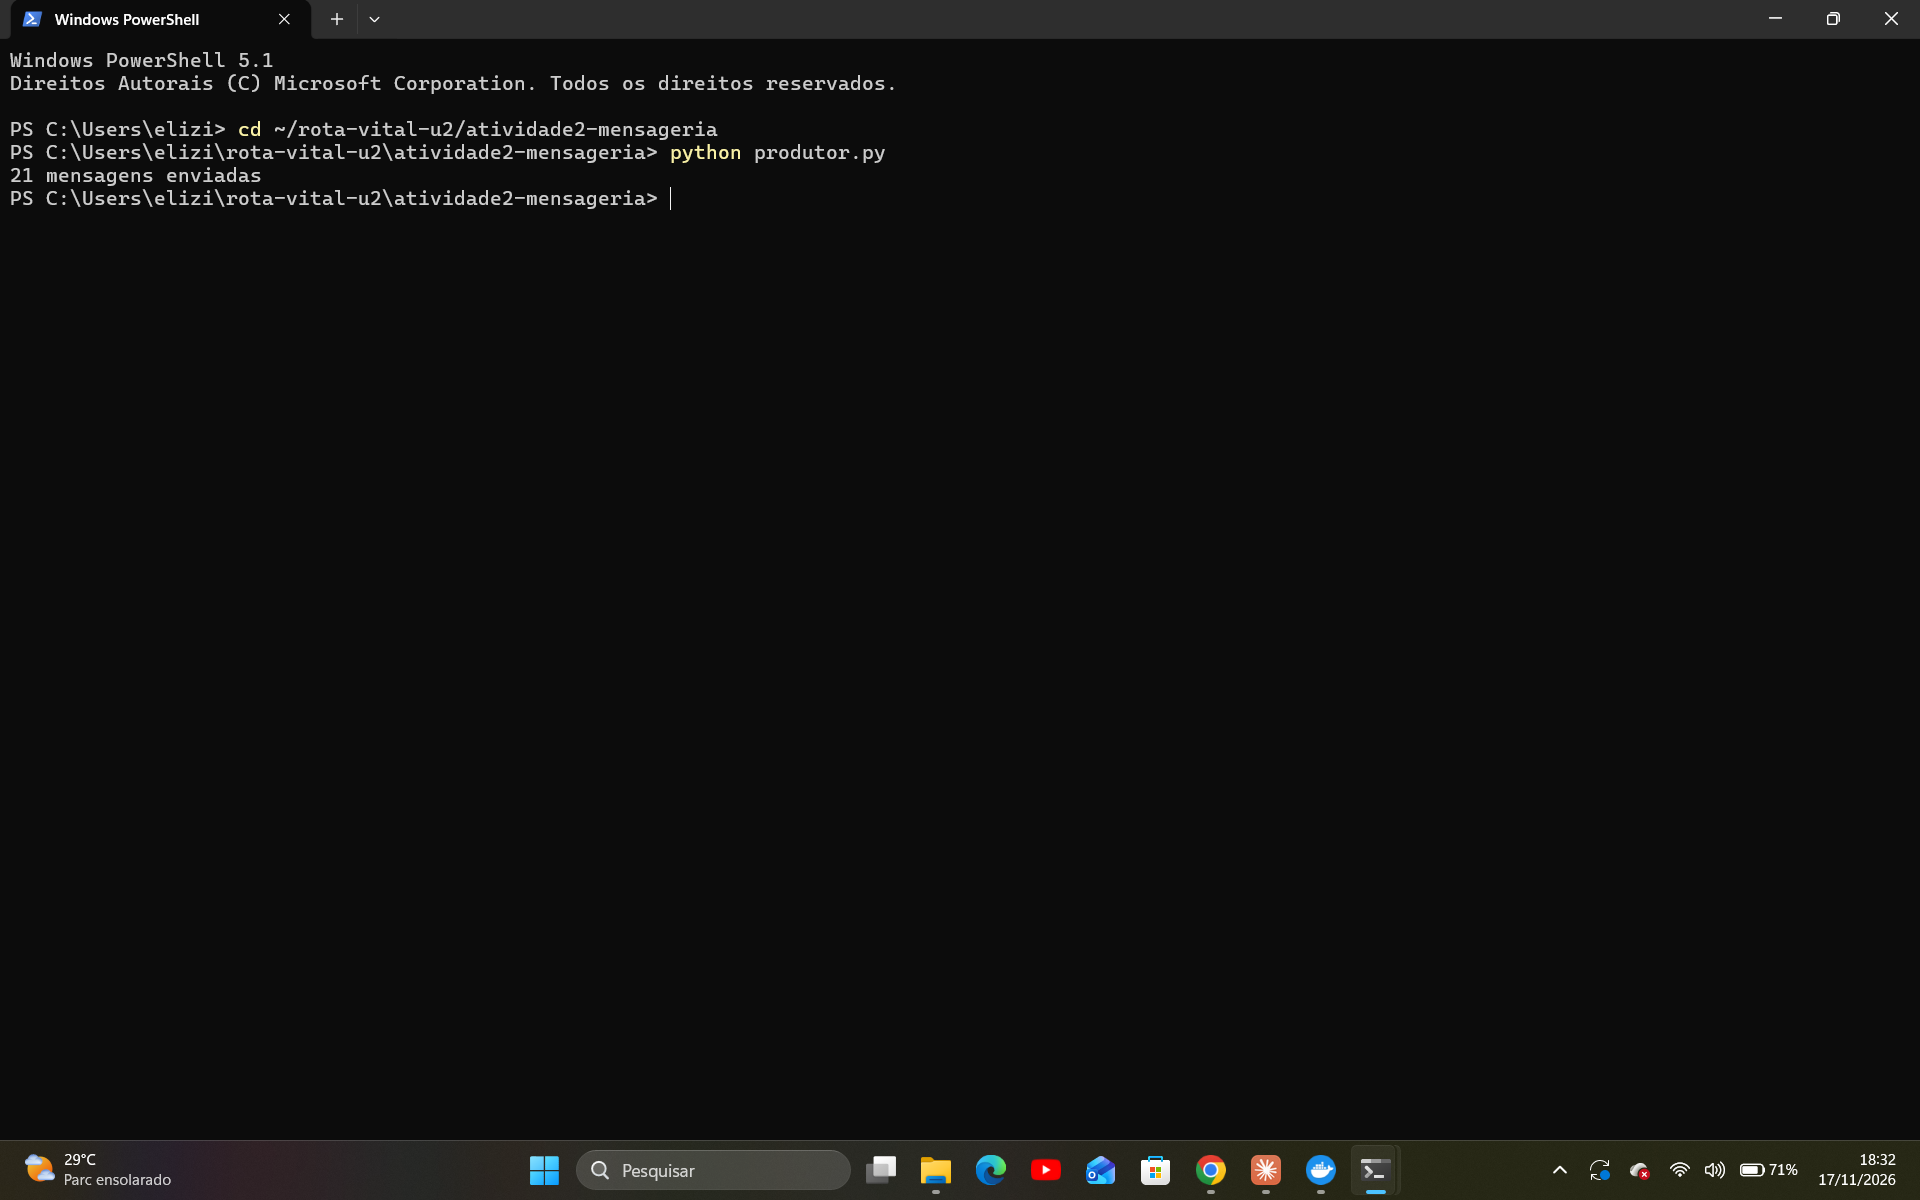 Windows PowerShell
Windows PowerShell 5.1
Direitos Autorais (C) Microsoft Corporation. Todos os direitos reservados.
PS C:\Users\elizi> cd ~/rota-vital-u2/atividade2-mensageria
PS C:\Users\elizi\rota-vital-u2\atividade2-mensageria> python produtor.py
21 mensagens enviadas
PS C:\Users\elizi\rota-vital-u2\atividade2-mensageria>
29°C
Parc ensolarado
Pesquisar
71%
18:32
17/11/2026